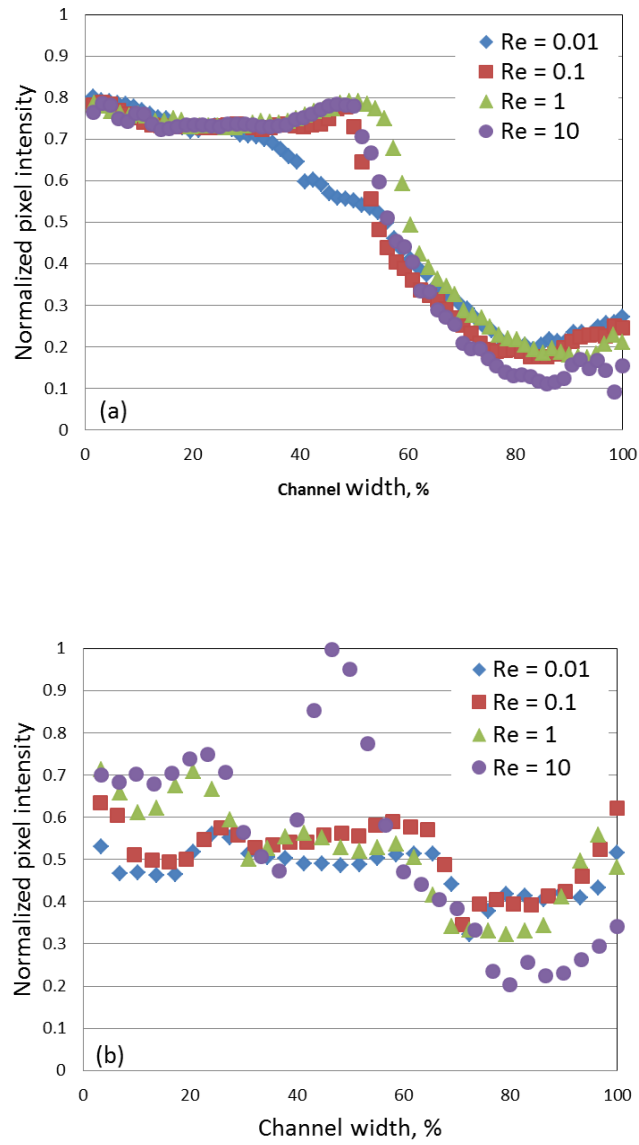 1
0.9
0.8
0.7
0.6
0.5
0.4
0.3
0.2
0.1
0
Normalized pixel intensity
Re = 0.01
Re = 0.1
Re = 1
Re = 10
(a)
0 20 40 60 80 100
Channel width, %
1
0.9
0.8
0.7
0.6
0.5
0.4
0.3
0.2
0.1
0
Normalized pixel intensity
Re = 0.01
Re = 0.1
Re = 1
Re = 10
(b)
0 20 40 60 80 100
Channel width, %